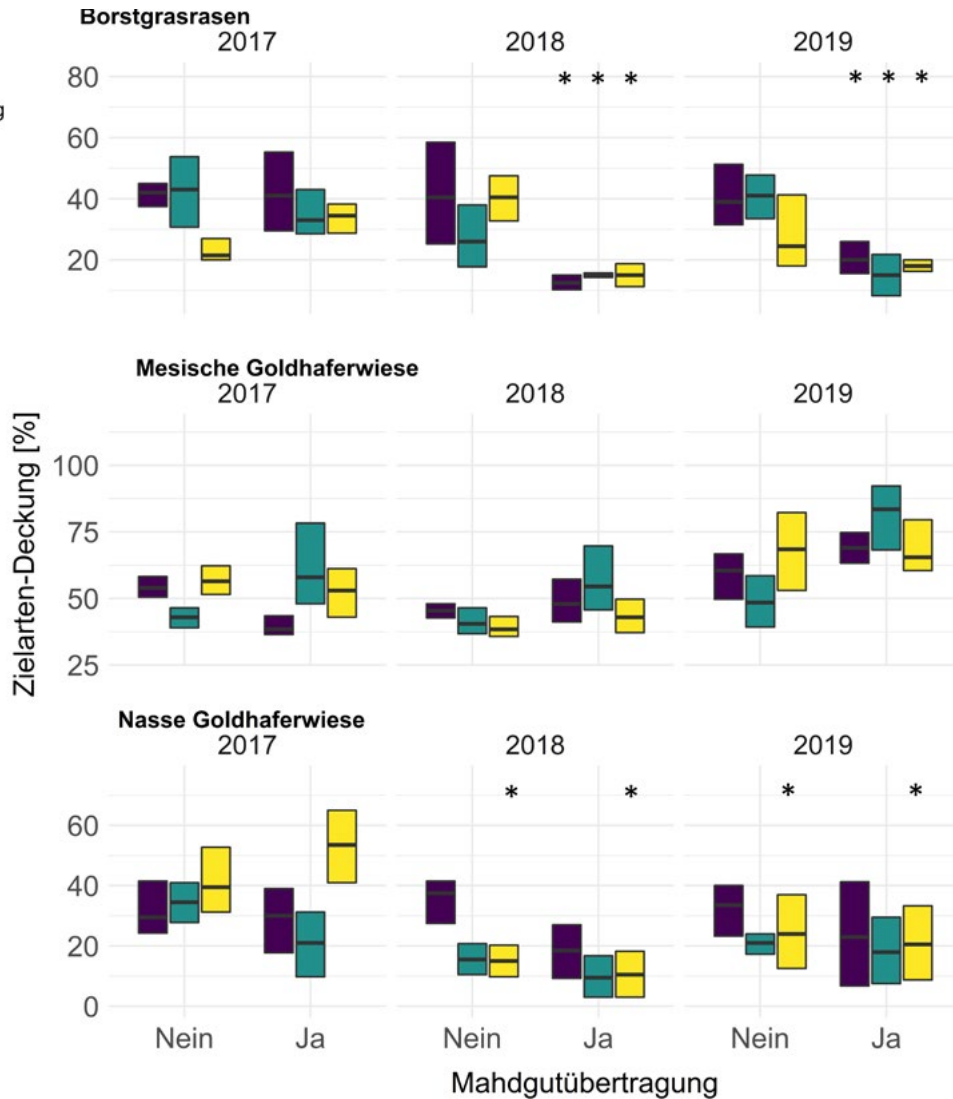 Borstgrasrasen
2017 2018 2019
80 * * * * * *
g
60
40
20
Mesische Goldhaferwiese
2017 2018 2019
Zielarten-Deckung [%]
100
75
50
25
Nasse Goldhaferwiese
2017 2018 2019
* * * *
60
40
20
0
Nein Ja Ja Nein Ja
Mahdgutübertragung